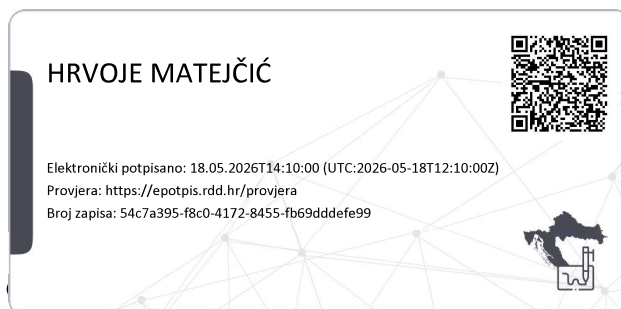 HRVOJE MATEJČIĆ
Elektronički potpisano: 18.05.2026T14:10:00 (UTC:2026-05-18T12:10:00Z)
Provjera: https://epotpis.rdd.hr/provjera
Broj zapisa: 54c7a395-f8c0-4172-8455-fb69dddefe99